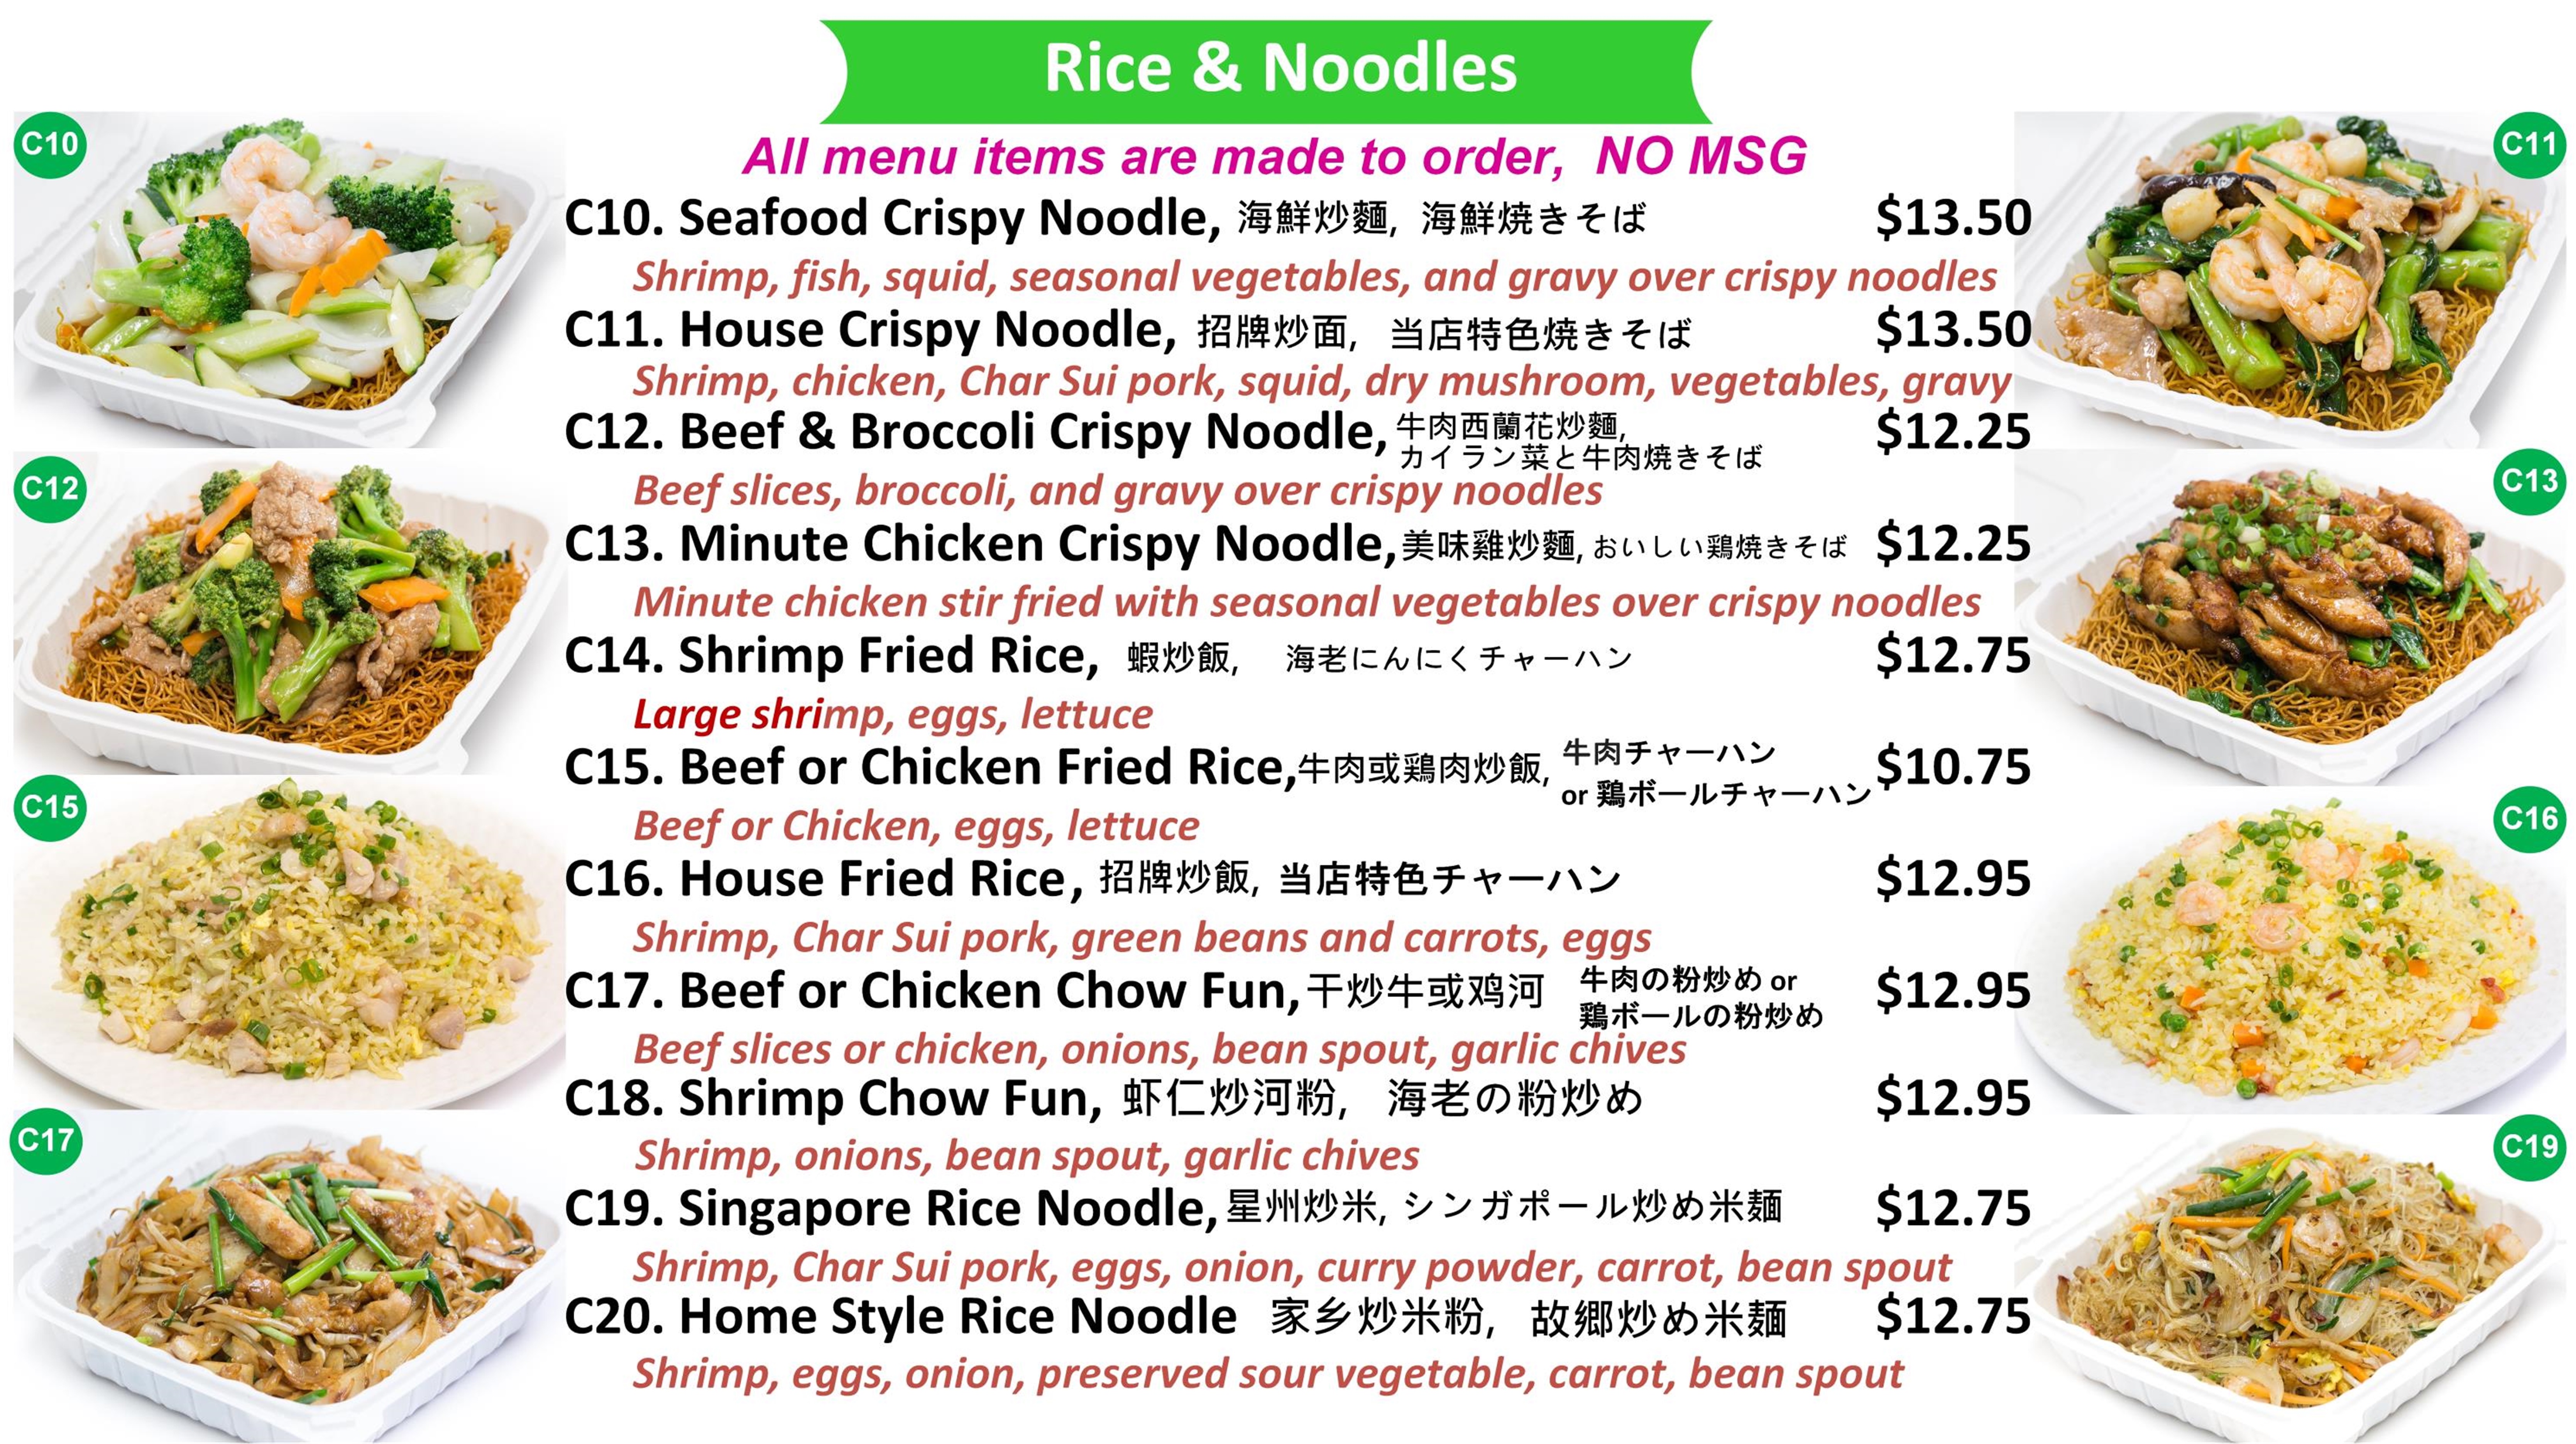 Rice & Noodles
All menu items are made to order, NO MSG
C10
C11
C10. Seafood Crispy Noodle, 海鮮炒麵, 海鮮焼きそば $13.50
Shrimp, fish, squid, seasonal vegetables, and gravy over crispy noodles
C11. House Crispy Noodle, 招牌炒面, 当店特色焼きそば $13.50
Shrimp, chicken, Char Sui pork, squid, dry mushroom, vegetables, gravy
C12. Beef & Broccoli Crispy Noodle, 牛肉西蘭花炒麵, $12.25
カイラン菜と牛肉焼きそば
C12
C13
Beef slices, broccoli, and gravy over crispy noodles
C13. Minute Chicken Crispy Noodle, 美味雞炒麵, おいしい鶏焼きそば $12.25
Minute chicken stir fried with seasonal vegetables over crispy noodles
C14. Shrimp Fried Rice, 蝦炒飯, 海老にんにくチャーハン $12.75
Large shrimp, eggs, lettuce
C15. Beef or Chicken Fried Rice, 牛肉或鶏肉炒飯, 牛肉チャーハン $10.75
or 鶏ボールチャーハン
C15
C16
Beef or Chicken, eggs, lettuce
C16. House Fried Rice, 招牌炒飯, 当店特色チャーハン $12.95
Shrimp, Char Sui pork, green beans and carrots, eggs
C17. Beef or Chicken Chow Fun, 干炒牛或鸡河 牛肉の粉炒め or $12.95
鶏ボールの粉炒め
Beef slices or chicken, onions, bean spout, garlic chives
C18. Shrimp Chow Fun, 虾仁炒河粉, 海老の粉炒め $12.95
C17
C19
Shrimp, onions, bean spout, garlic chives
C19. Singapore Rice Noodle, 星州炒米, シンガポール炒め米麺 $12.75
Shrimp, Char Sui pork, eggs, onion, curry powder, carrot, bean spout
C20. Home Style Rice Noodle 家乡炒米粉, 故郷炒め米麺 $12.75
Shrimp, eggs, onion, preserved sour vegetable, carrot, bean spout